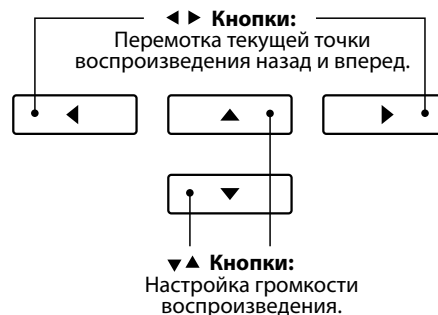 ◀ ▶ Кнопки:
Перемотка текущей точки
воспроизведения назад и вперед.
◀ ▲ ▶
▼
▼▲ Кнопки:
Настройка громкости
воспроизведения.